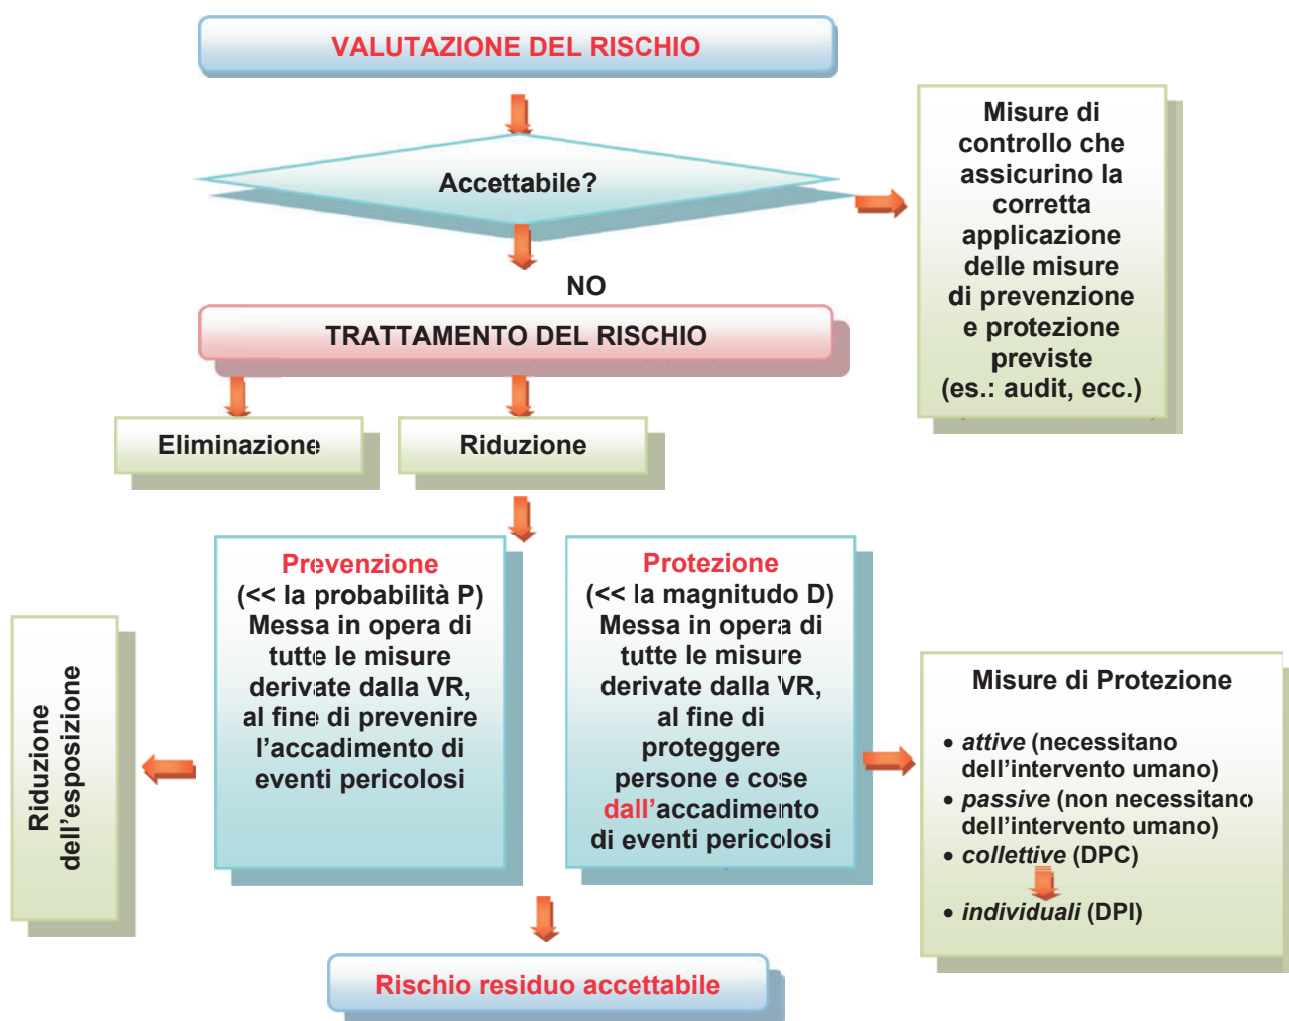 VALUTAZIONE DEL RISCHIO
Accettabile?
Misure di
controllo che
assicurino la
corretta
applicazione
delle misure
di prevenzione
e protezione
previste
(es.: audit, ecc.)
NO
TRATTAMENTO DEL RISCHIO
Eliminazione
Riduzione
Prevenzione
(<< la probabilità P)
Messa in opera di
tutte le misure
derivate dalla VR,
al fine di prevenire
l’accadimento di
eventi pericolosi
Protezione
(<< la magnitudo D)
Messa in opera di
tutte le misure
derivate dalla VR,
al fine di
proteggere
persone e cose
dall’accadimento
di eventi pericolosi
Riduzione
dell’esposizione
Misure di Protezione
• attive (necessitano
dell’intervento umano)
• passive (non necessitano
dell’intervento umano)
• collettive (DPC)
• individuali (DPI)
Rischio residuo accettabile